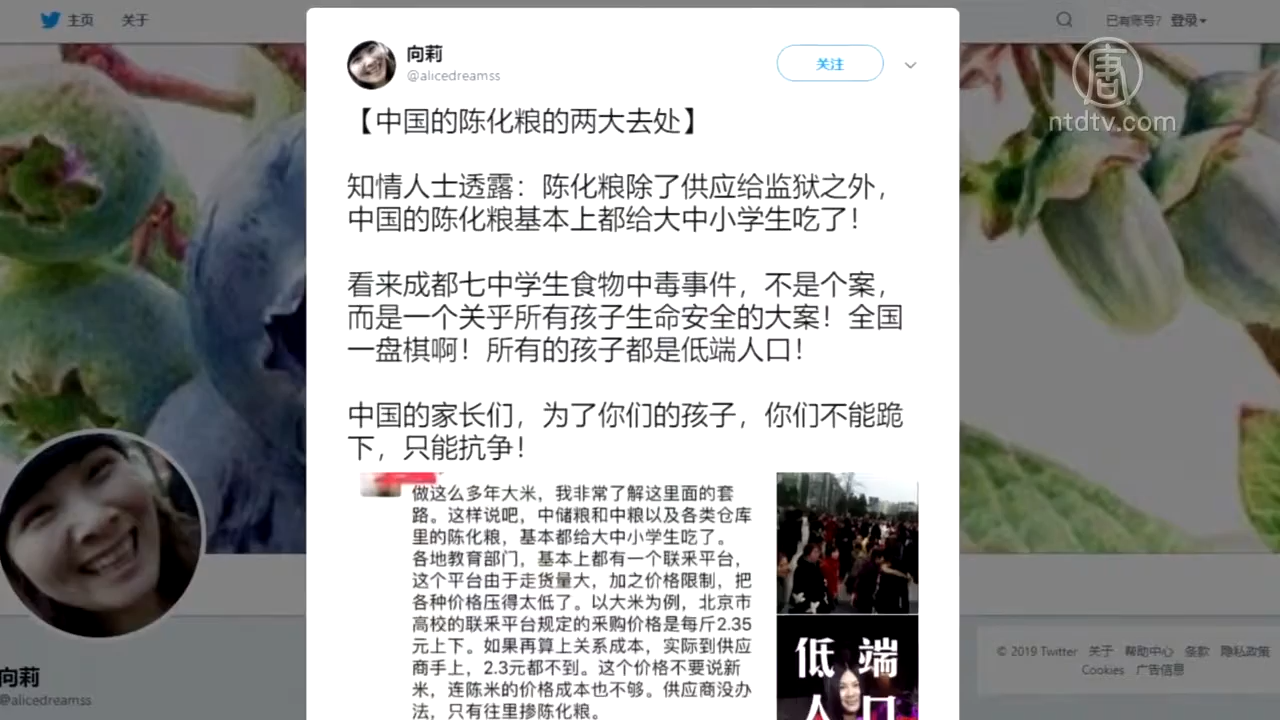 主页 关于
已有账号? 登录
唐
ntdtv.com
向莉
@alicedreamss
关注
【中国的陈化粮的两大去处】
知情人士透露：陈化粮除了供应给监狱之外，
中国的陈化粮基本上都给大中小学生吃了！
看来成都七中学生食物中毒事件，不是个案，
而是一个关乎所有孩子生命安全的大案！全国
一盘棋啊！所有的孩子都是低端人口！
中国的家长们，为了你们的孩子，你们不能跪
下，只能抗争！
做这么多年大米，我非常了解这里面的套
路。这样说吧，中储粮和中粮以及各类仓库
里的陈化粮，基本都给大中小学生吃了。
各地教育部门，基本上都有一个联采平台，
这个平台由于走货量大，加之价格限制，把
各种价格压得太低了。以大米为例，北京市
高校的联采平台规定的采购价格是每斤2.35
元上下。如果再算上关系成本，实际到供应
商手上，2.3元都不到。这个价格不要说新
米，连陈米的价格成本也不够。供应商没办
法，只有往里掺陈化粮。
低端
人口
向莉
@alicedreamss
© 2019 Twitter 关于 帮助中心 条款 隐私政策
Cookies 广告信息